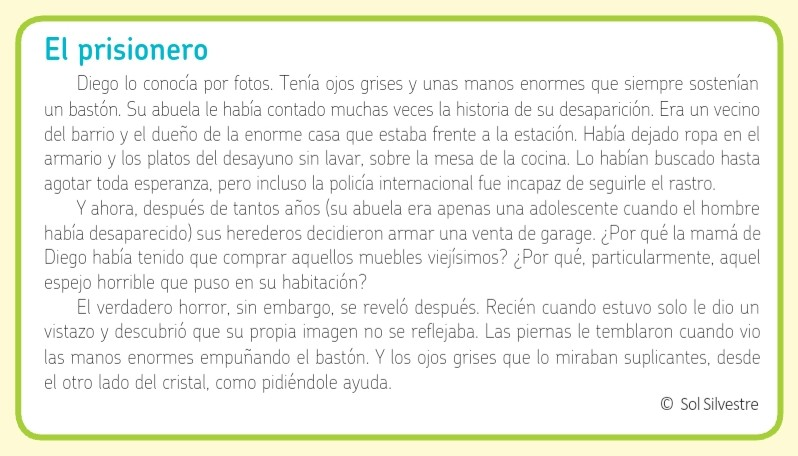 El prisionero
Diego lo conocía por fotos. Tenía ojos grises y unas manos enormes que siempre sostenían
un bastón. Su abuela le había contado muchas veces la historia de su desaparición. Era un vecino
del barrio y el dueño de la enorme casa que estaba frente a la estación. Había dejado ropa en el
armario y los platos del desayuno sin lavar, sobre la mesa de la cocina. Lo habían buscado hasta
agotar toda esperanza, pero incluso la policía internacional fue incapaz de seguirle el rastro.
Y ahora, después de tantos años (su abuela era apenas una adolescente cuando el hombre
había desaparecido) sus herederos decidieron armar una venta de garage. ¿Por qué la mamá de
Diego había tenido que comprar aquellos muebles viejísimos? ¿Por qué, particularmente, aquel
espejo horrible que puso en su habitación?
El verdadero horror, sin embargo, se reveló después. Recién cuando estuvo solo le dio un
vistazo y descubrió que su propia imagen no se reflejaba. Las piernas le temblaron cuando vio
las manos enormes empuñando el bastón. Y los ojos grises que lo miraban suplicantes, desde
el otro lado del cristal, como pidiéndole ayuda.
© Sol Silvestre